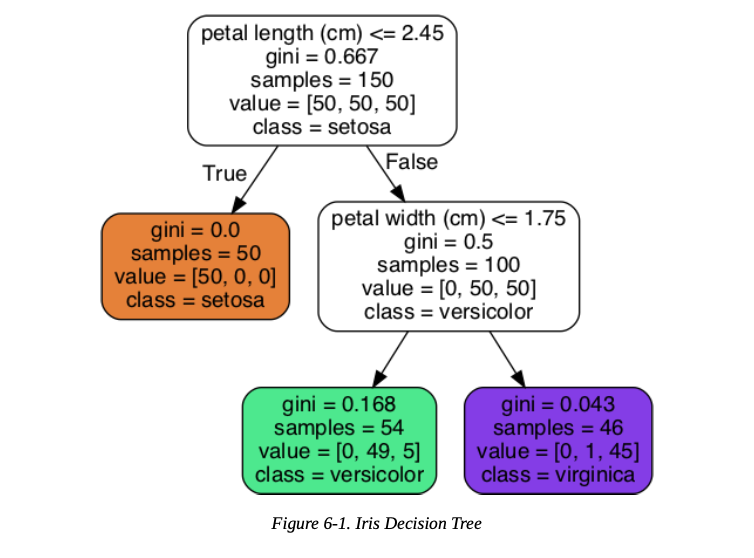 petal length (cm) <= 2.45
gini = 0.667
samples = 150
value = [50, 50, 50]
class = setosa
True
False
gini = 0.0
samples = 50
value = [50, 0, 0]
class = setosa
petal width (cm) <= 1.75
gini = 0.5
samples = 100
value = [0, 50, 50]
class = versicolor
gini = 0.168
samples = 54
value = [0, 49, 5]
class = versicolor
gini = 0.043
samples = 46
value = [0, 1, 45]
class = virginica
Figure 6-1. Iris Decision Tree